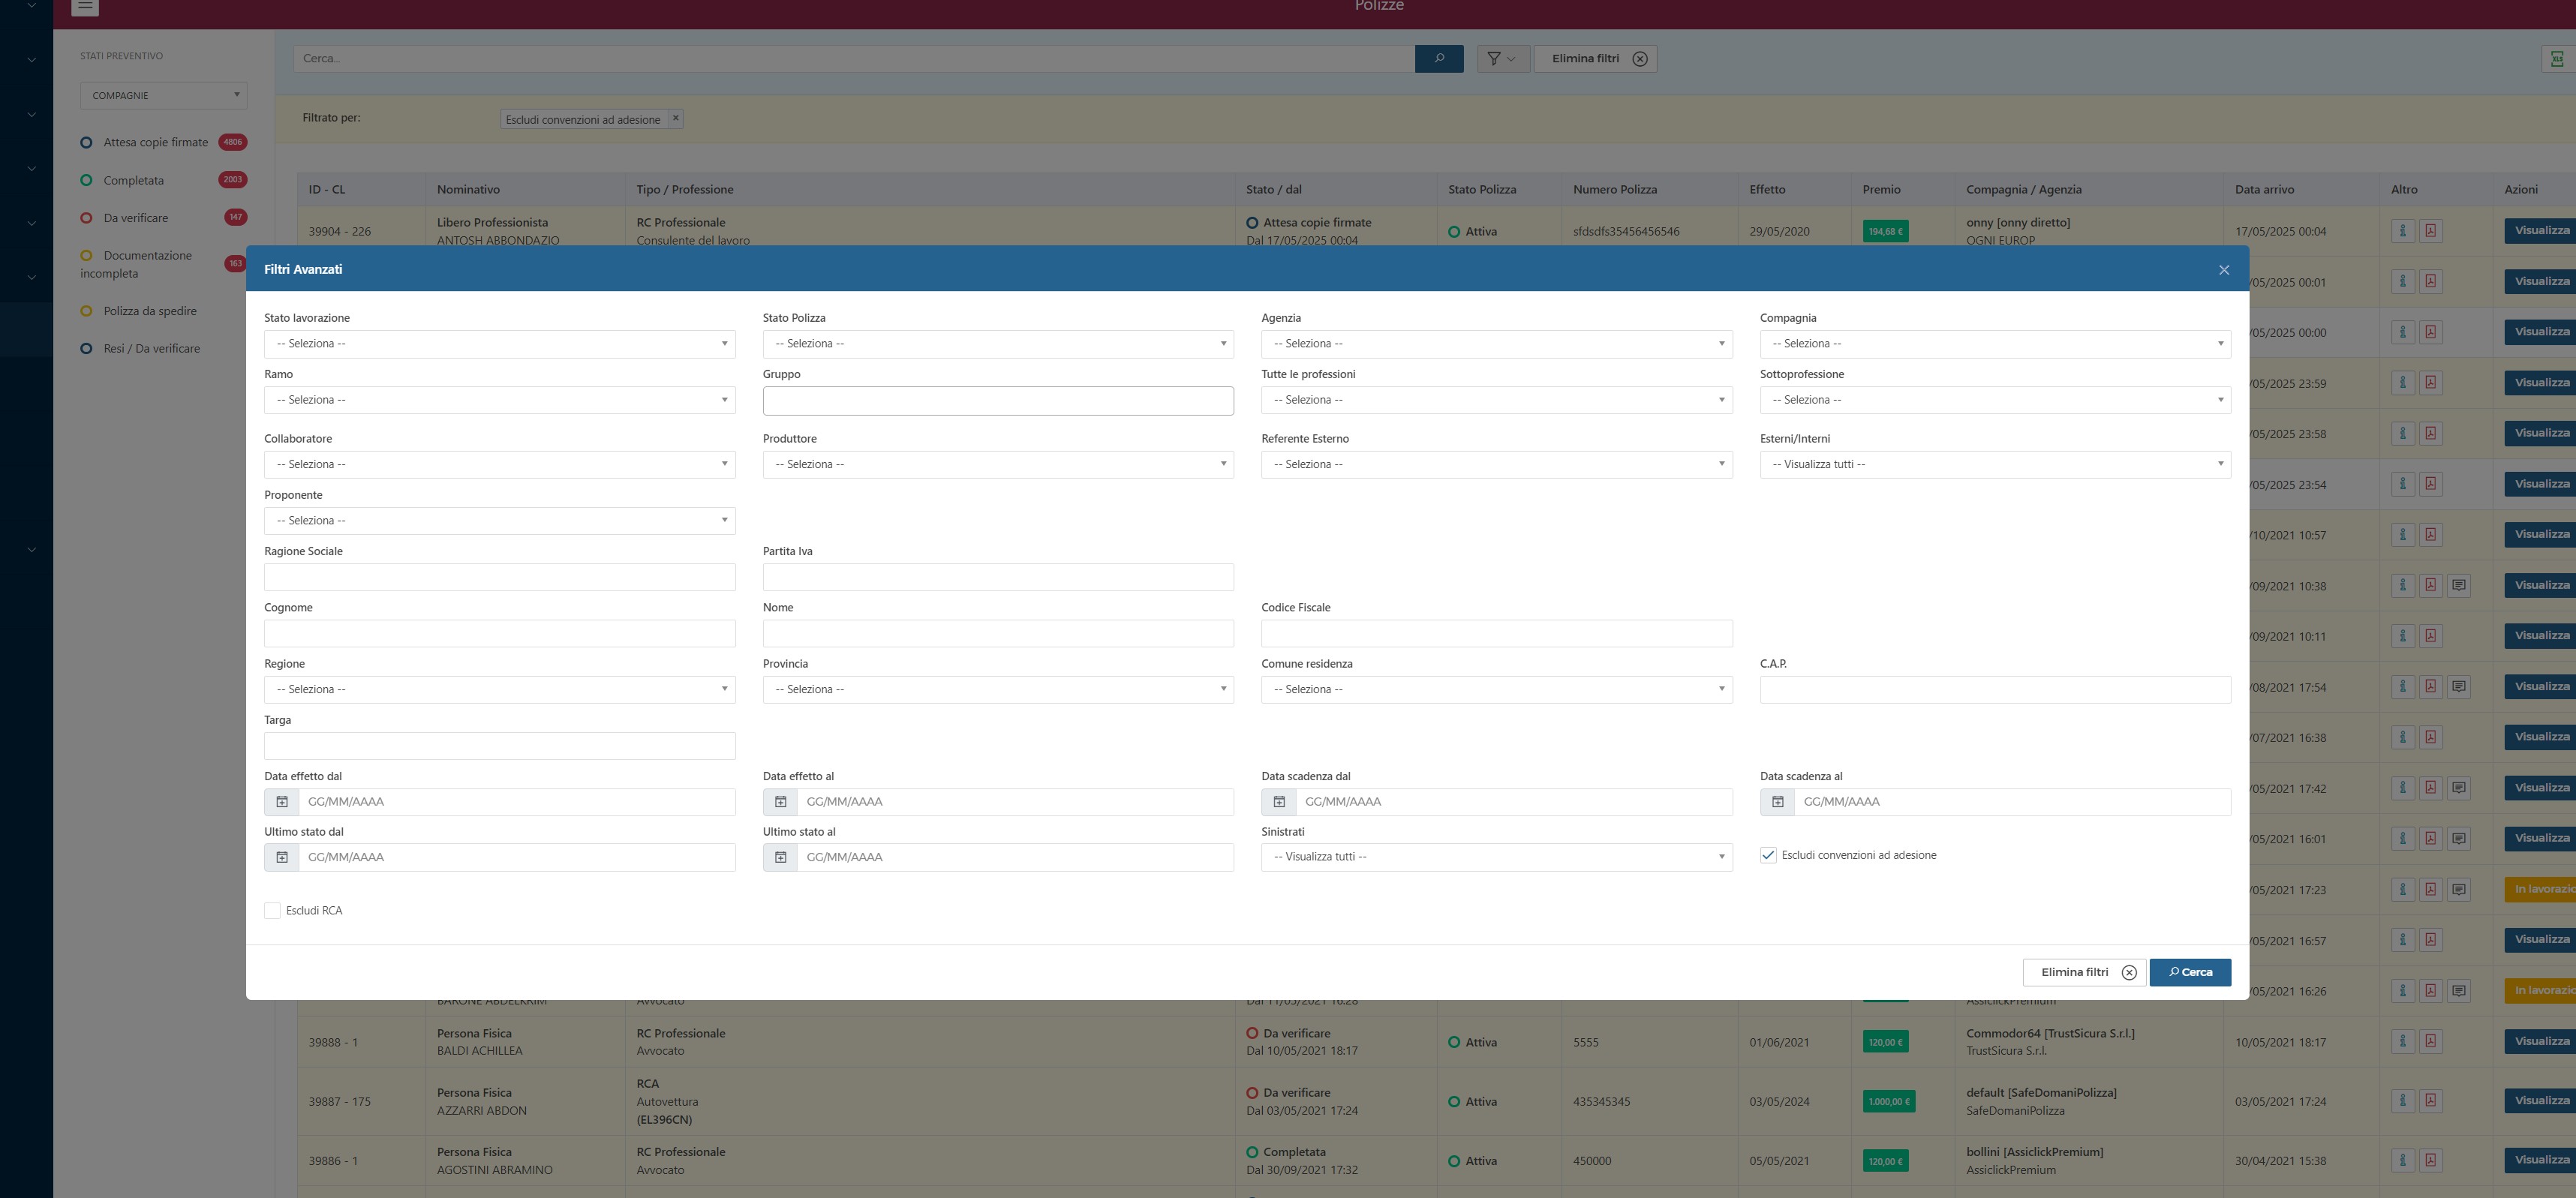 Polizze
STATI PREVENTIVO
COMPAGNIE
Attesa copie firmate 4806
Completata 2003
Da verificare 147
Documentazione incompleta 163
Polizza da spedire
Resi / Da verificare
Cerca...
Elimina filtri
XLS
Filtrato per: Escludi convenzioni ad adesione ×
ID - CL Nominativo Tipo / Professione Stato / dal Stato Polizza Numero Polizza Effetto Premio Compagnia / Agenzia Data arrivo Altro Azioni
39904 - 226 Libero Professionista RC Professionale Attesa copie firmate Attiva sfdsdfs35456456546 29/05/2020 194,68 € onny [onny diretto] 17/05/2025 00:04 Visualizza
ANTOSH ABBONDAZIO Consulente del lavoro Dal 17/05/2025 00:04 OGNI EUROP
Filtri Avanzati
Stato lavorazione Stato Polizza Agenzia Compagnia
-- Seleziona -- -- Seleziona -- -- Seleziona -- -- Seleziona --
Ramo Gruppo Tutte le professioni Sottoprofessione
-- Seleziona -- -- Seleziona -- -- Seleziona --
Collaboratore Produttore Referente Esterno Esterni/Interni
-- Seleziona -- -- Seleziona -- -- Seleziona -- -- Visualizza tutti --
Proponente
-- Seleziona --
Ragione Sociale Partita Iva
Cognome Nome Codice Fiscale
Regione Provincia Comune residenza C.A.P.
-- Seleziona -- -- Seleziona -- -- Seleziona --
Targa
Data effetto dal Data effetto al Data scadenza dal Data scadenza al
GG/MM/AAAA GG/MM/AAAA GG/MM/AAAA GG/MM/AAAA
Ultimo stato dal Ultimo stato al Sinistrati
GG/MM/AAAA GG/MM/AAAA -- Visualizza tutti -- Escludi convenzioni ad adesione
Escludi RCA
Elimina filtri Cerca
/05/2025 00:01 Visualizza
/05/2025 00:00 Visualizza
/05/2025 23:59 Visualizza
/05/2025 23:58 Visualizza
/05/2025 23:54 Visualizza
/10/2021 10:57 Visualizza
/09/2021 10:38 Visualizza
/09/2021 10:11 Visualizza
/08/2021 17:54 Visualizza
/07/2021 16:38 Visualizza
/05/2021 17:42 Visualizza
/05/2021 16:01 Visualizza
/05/2021 17:23 In lavorazio
/05/2021 16:57 Visualizza
/05/2021 16:26 In lavorazio
BARONE ABDELKRIM Avvocato Dal 11/05/2021 16:28 AssiclickPremium
39888 - 1 Persona Fisica RC Professionale Da verificare Attiva 5555 01/06/2021 120,00 € Commodor64 [TrustSicura S.r.l.] 10/05/2021 18:17 Visualizza
BALDI ACHILLEA Avvocato Dal 10/05/2021 18:17 TrustSicura S.r.l.
39887 - 175 Persona Fisica RCA Da verificare Attiva 435345345 03/05/2024 1.000,00 € default [SafeDomaniPolizza] 03/05/2021 17:24 Visualizza
AZZARRI ABDON Autovettura Dal 03/05/2021 17:24 SafeDomaniPolizza
(EL396CN)
39886 - 1 Persona Fisica RC Professionale Completata Attiva 450000 05/05/2021 120,00 € bollini [AssiclickPremium] 30/04/2021 15:38 Visualizza
AGOSTINI ABRAMINO Avvocato Dal 30/09/2021 17:32 AssiclickPremium